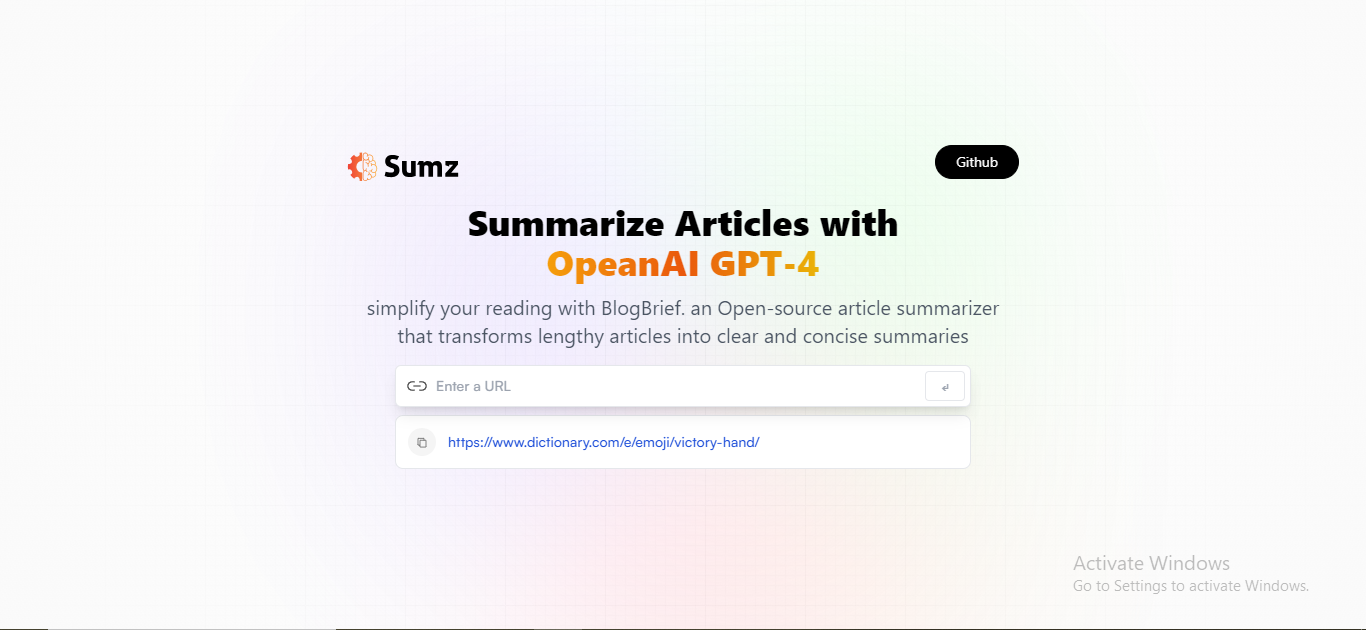 Sumz
Github
Summarize Articles with
OpeanAI GPT-4
simplify your reading with BlogBrief. an Open-source article summarizer
that transforms lengthy articles into clear and concise summaries
Enter a URL
↵
https://www.dictionary.com/e/emoji/victory-hand/
Activate Windows
Go to Settings to activate Windows.